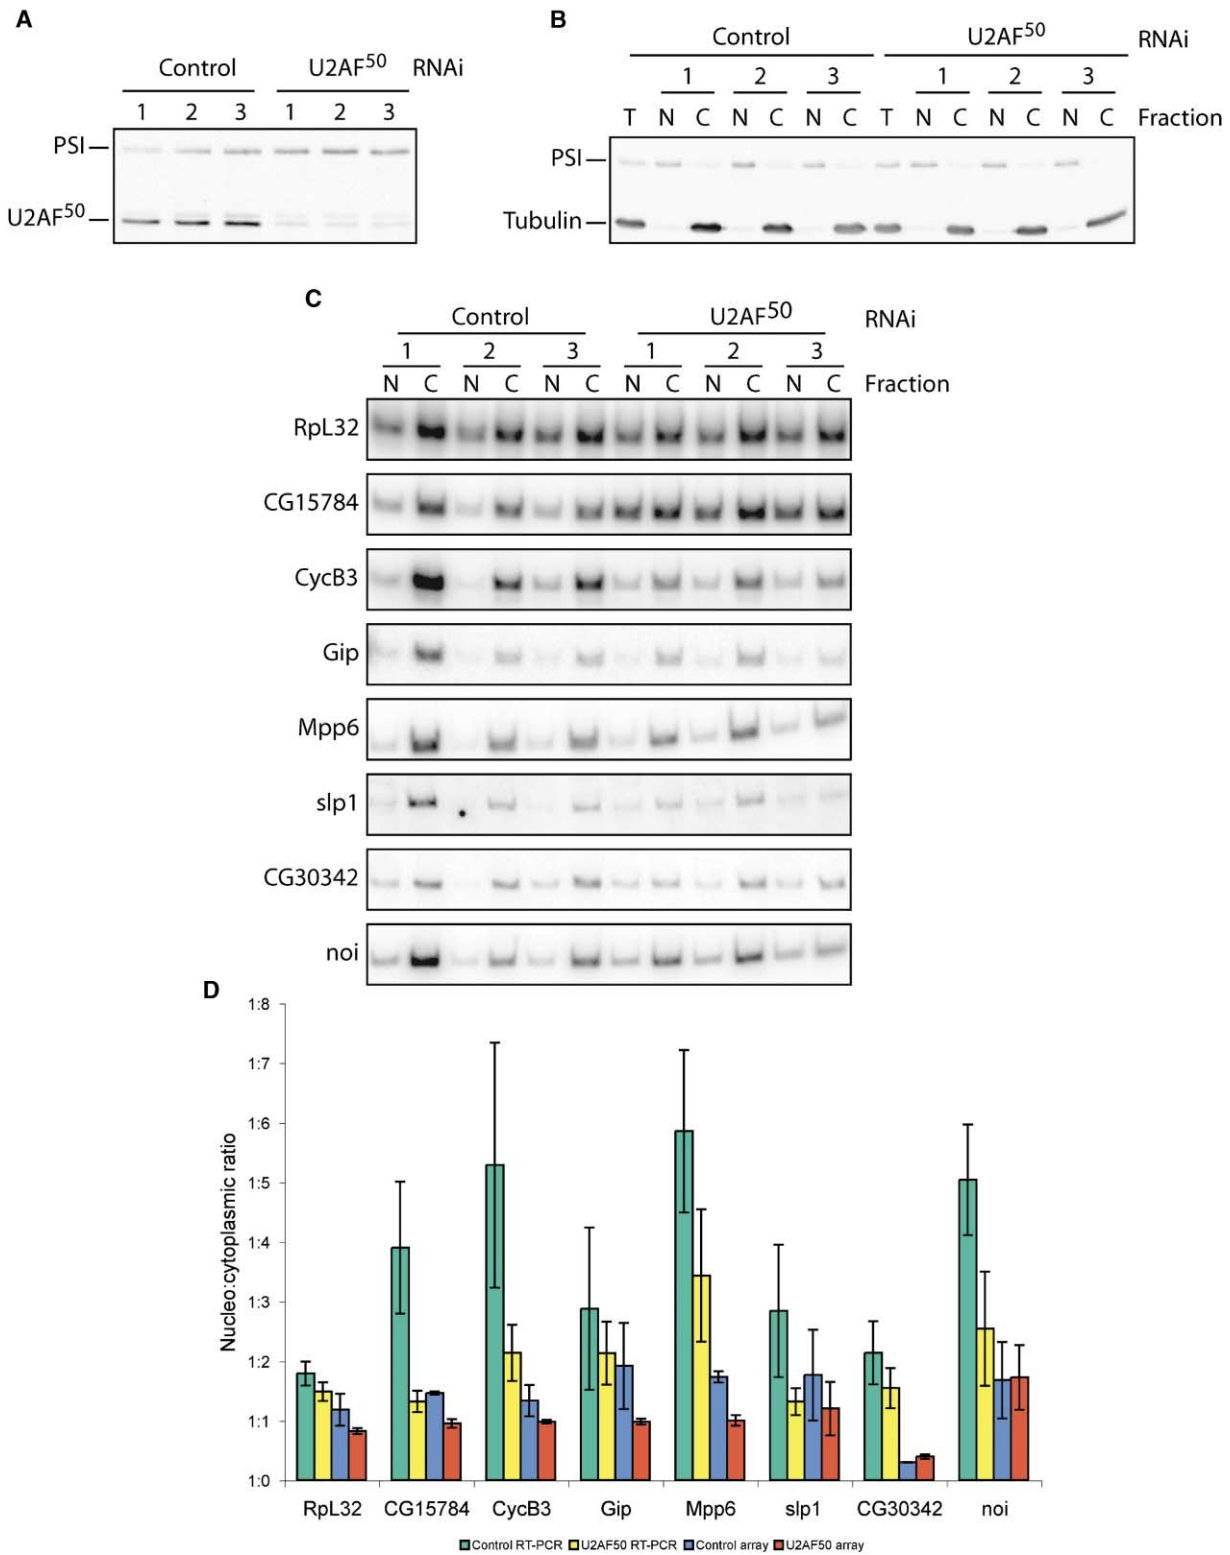 A
Control U2AF50 RNAi
1 2 3 1 2 3
PSI
U2AF50
B
Control U2AF50 RNAi
1 2 3 1 2 3
T N C N C N C T N C N C N C Fraction
PSI
Tubulin
C
Control U2AF50 RNAi
1 2 3 1 2 3
N C N C N C N C N C N C Fraction
RpL32
CG15784
CycB3
Gip
Mpp6
slp1
CG30342
noi
D
Nucleo:cytoplasmic ratio
1:8
1:7
1:6
1:5
1:4
1:3
1:2
1:1
1:0
RpL32 CG15784 CycB3 Gip Mpp6 slp1 CG30342 noi
Control RT-PCR U2AF50 RT-PCR Control array U2AF50 array